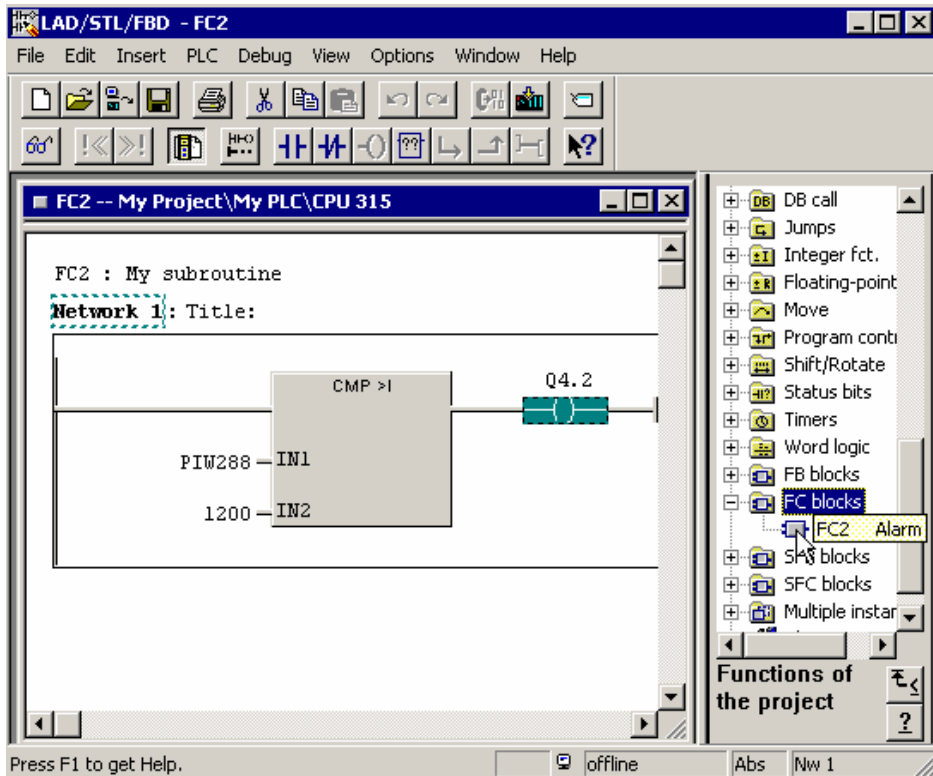 LAD/STL/FBD - FC2
File Edit Insert PLC Debug View Options Window Help
FC2 -- My Project\My PLC\CPU 315
FC2 : My subroutine
Network 1: Title:
CMP >I
Q4.2
PIW288 IN1
1200 IN2
DB call
Jumps
Integer fct.
Floating-point
Move
Program cont
Shift/Rotate
Status bits
Timers
Word logic
FB blocks
FC blocks
FC2 Alarm
blocks
SFC blocks
Multiple instan
Functions of
the project
Press F1 to get Help. offline Abs Nw 1